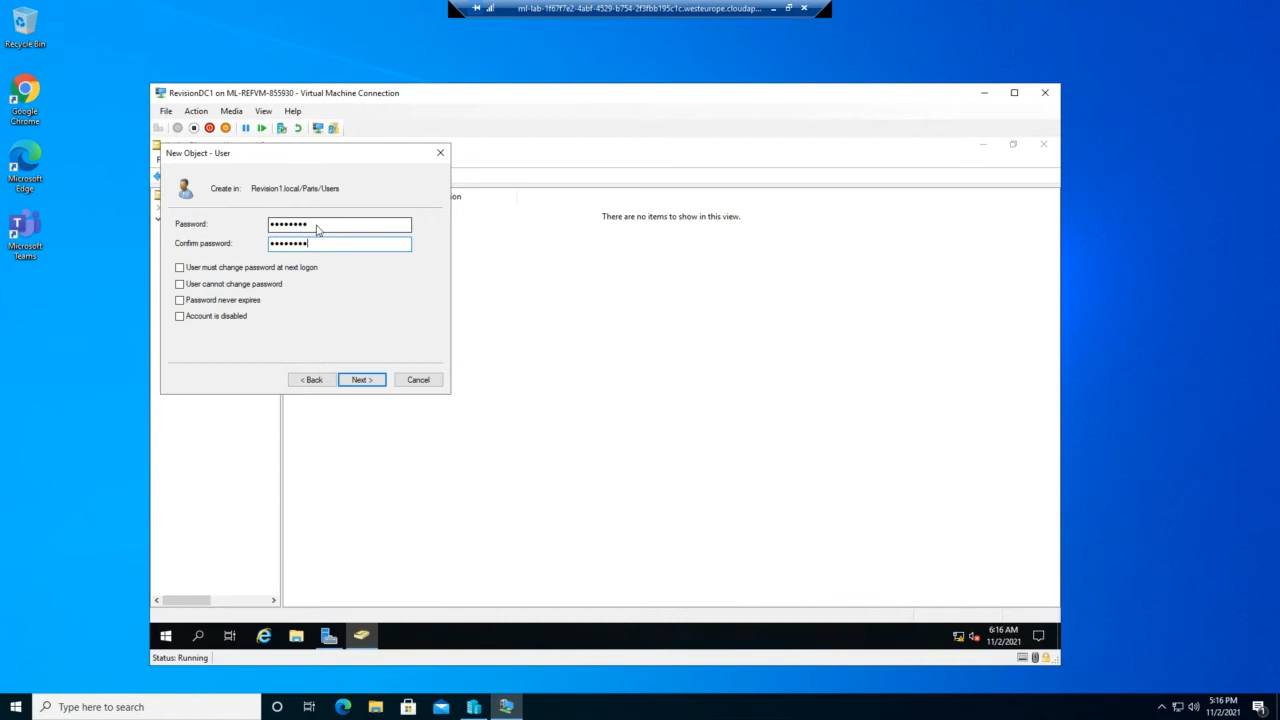 ml-lab-1f67f7e2-4abf-4529-b754-2f3fbb195c1c.westeurope.cloudap...
Recycle Bin
Google
Chrome
Microsoft
Edge
Microsoft
Teams
RevisionDC1 on ML-REFVM-855930 - Virtual Machine Connection
File Action Media View Help
New Object - User
Create in: Revision1.local/Paris/Users
Password: ••••••••
Confirm password: ••••••••
User must change password at next logon
User cannot change password
Password never expires
Account is disabled
< Back Next > Cancel
There are no items to show in this view.
6:16 AM
11/2/2021
Status: Running
Type here to search
5:16 PM
11/2/2021